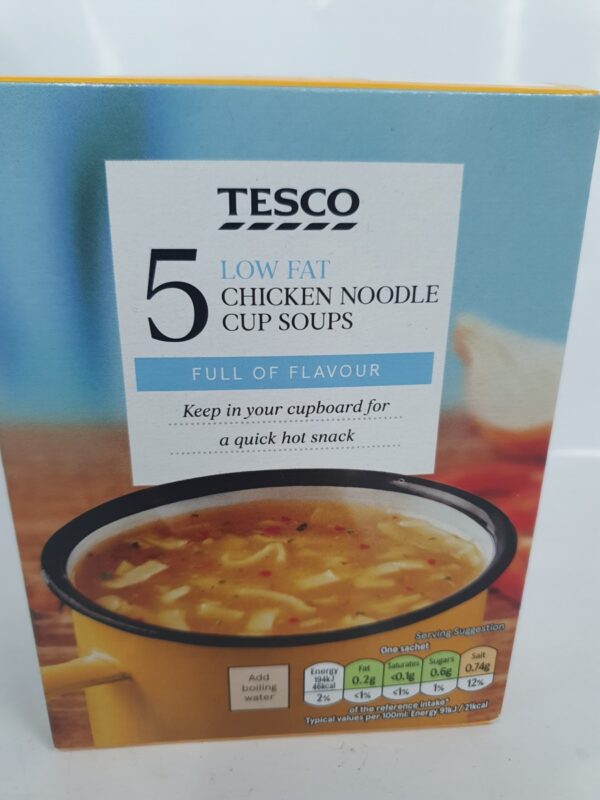 TESCO
5
LOW FAT
CHICKEN NOODLE
CUP SOUPS
FULL OF FLAVOUR
Keep in your cupboard for
a quick hot snack
Serving Suggestion
One sachet
Add
boiling
water
Energy
194kJ
46kcal
2%
Fat
0.2g
<1%
Saturates
<0.1g
<1%
Sugars
0.6g
1%
Salt
0.74g
12%
of the reference intake*
Typical values per 100ml: Energy 91kJ / 21kcal